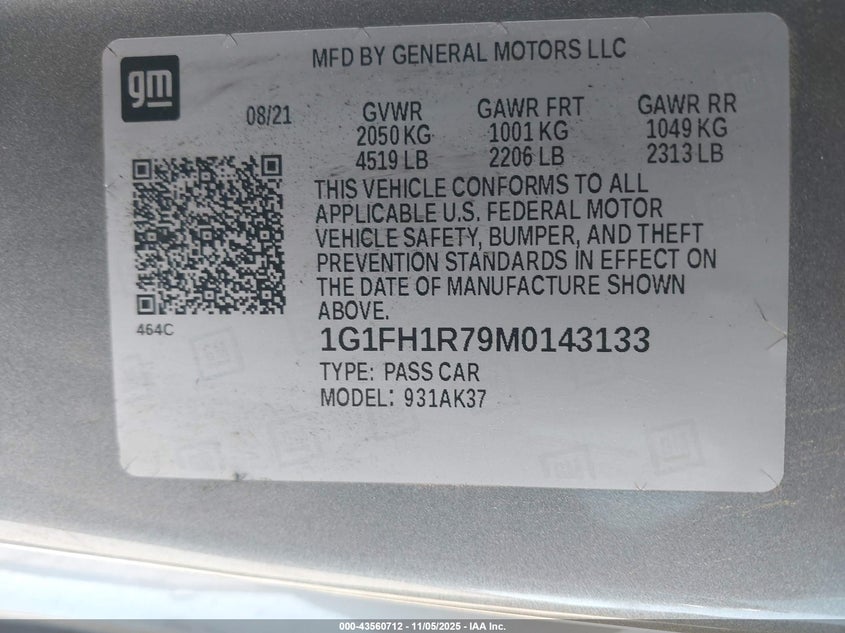 MFD BY GENERAL MOTORS LLC
gm
08/21
GVWR
2050 KG
4519 LB
GAWR FRT
1001 KG
2206 LB
GAWR RR
1049 KG
2313 LB
THIS VEHICLE CONFORMS TO ALL
APPLICABLE U.S. FEDERAL MOTOR
VEHICLE SAFETY, BUMPER, AND THEFT
PREVENTION STANDARDS IN EFFECT ON
THE DATE OF MANUFACTURE SHOWN
ABOVE.
464C
1G1FH1R79M0143133
TYPE: PASS CAR
MODEL: 931AK37
000-43560712 - 11/05/2025 - IAA Inc.